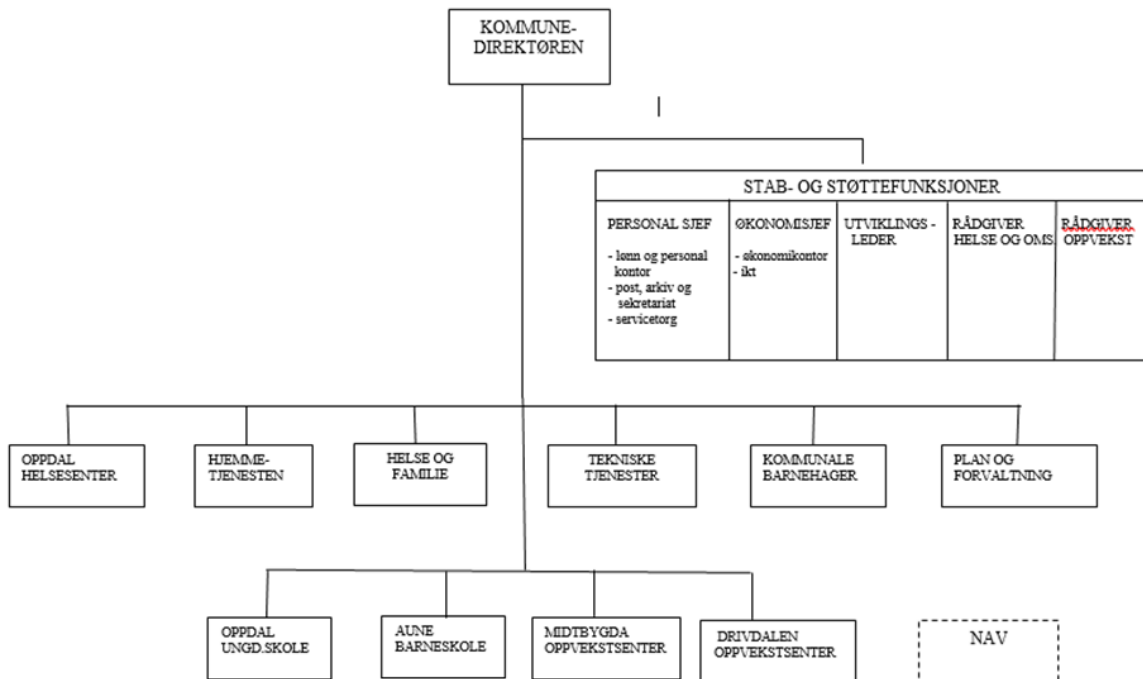 KOMMUNE-
DIREKTØREN
STAB- OG STØTTEFUNKSJONER
PERSONAL SJEF
- lønn og personal
kontor
- post, arkiv og
sekretariat
- servicetorg
ØKONOMISJEF
- økonomikontor
- ikt
UTVIKLINGS -
LEDER
RÅDGIVER
HELSE OG OMS.
RÅDGIVER
OPPVEKST
OPPDAL
HELSESENTER
HJEMME-
TJENESTEN
HELSE OG
FAMILIE
TEKNISKE
TJENESTER
KOMMUNALE
BARNEHAGER
PLAN OG
FORVALTNING
OPPDAL
UNGD.SKOLE
AUNE
BARNESKOLE
MIDTBYGDA
OPPVEKSTSENTER
DRIVDALEN
OPPVEKSTSENTER
NAV